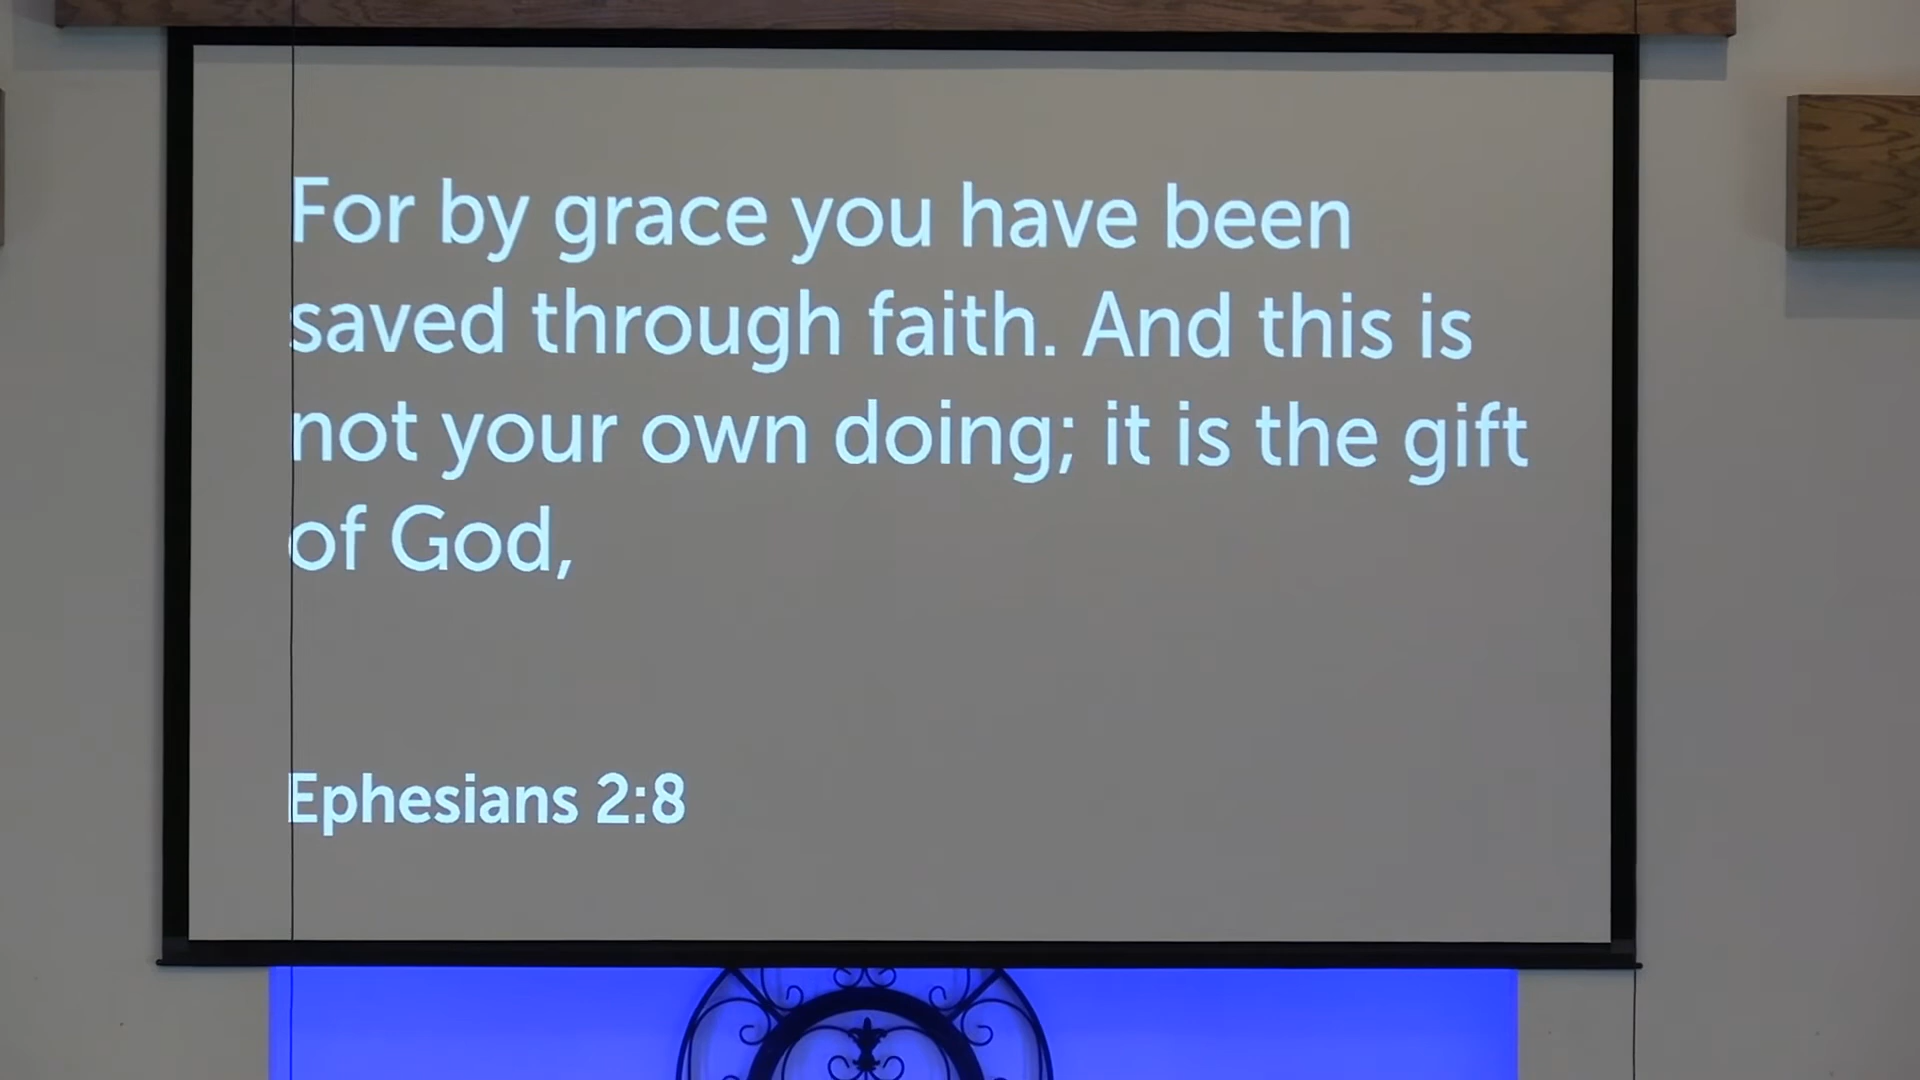 For by grace you have been
saved through faith. And this is
not your own doing; it is the gift
of God,
Ephesians 2:8